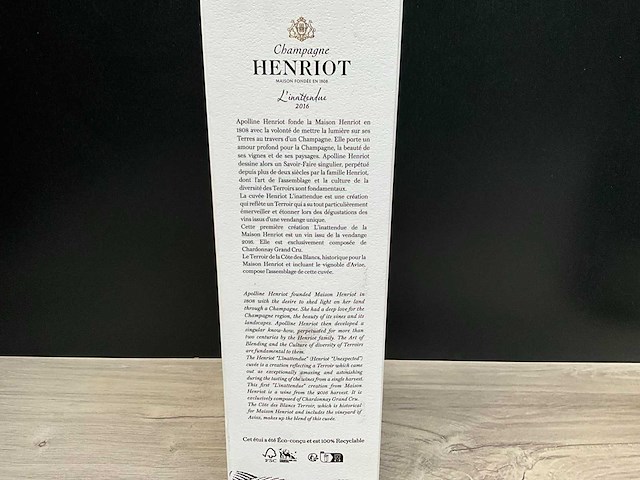 Champagne
HENRIOT
MAISON FONDÉE EN 1808
L'inattendue
2016
Apolline Henriot fonde la Maison Henriot en
1808 avec la volonté de mettre la lumière sur ses
Terres au travers d'un Champagne. Elle porte un
amour profond pour la Champagne, la beauté de
ses vignes et de ses paysages. Apolline Henriot
dessine alors un Savoir-Faire singulier, perpétué
depuis plus de deux siècles par la famille Henriot,
dont l'art de l'assemblage et la culture de la
diversité des Terroirs sont fondamentaux.
La cuvée Henriot L'inattendue est une création
qui reflète un Terroir qui a su tout particulièrement
émerveiller et étonner lors des dégustations des
vins issus d'une vendange unique.
Cette première création L'inattendue de la
Maison Henriot est un vin issu de la vendange
2016. Elle est exclusivement composée de
Chardonnay Grand Cru.
Le Terroir de la Côte des Blancs, historique pour la
Maison Henriot et incluant le vignoble d'Avize,
compose l'assemblage de cette cuvée.
Apolline Henriot founded Maison Henriot in
1808 with the desire to shed light on her land
through a Champagne. She had a deep love for the
Champagne region, the beauty of its vines and its
landscapes. Apolline Henriot then developed a
singular know-how, perpetuated for more than
two centuries by the Henriot family. The Art of
Blending and the Culture of diversity of Terroirs
are fundamental to them.
The Henriot "L'inattendue" (Henriot "Unexpected")
cuvée is a creation reflecting a Terroir which came
out as exceptionally amazing and astonishing
during the tasting of the wines from a single harvest.
This first "L'inattendue" creation from Maison
Henriot is a wine from the 2016 harvest. It is
exclusively composed of Chardonnay Grand Cru.
The Côte des Blancs Terroir, which is historical
for Maison Henriot and includes the vineyard of
Avize, makes up the blend of this cuvée.
Cet étui a été Éco-conçu et est 100% Recyclable
FSC